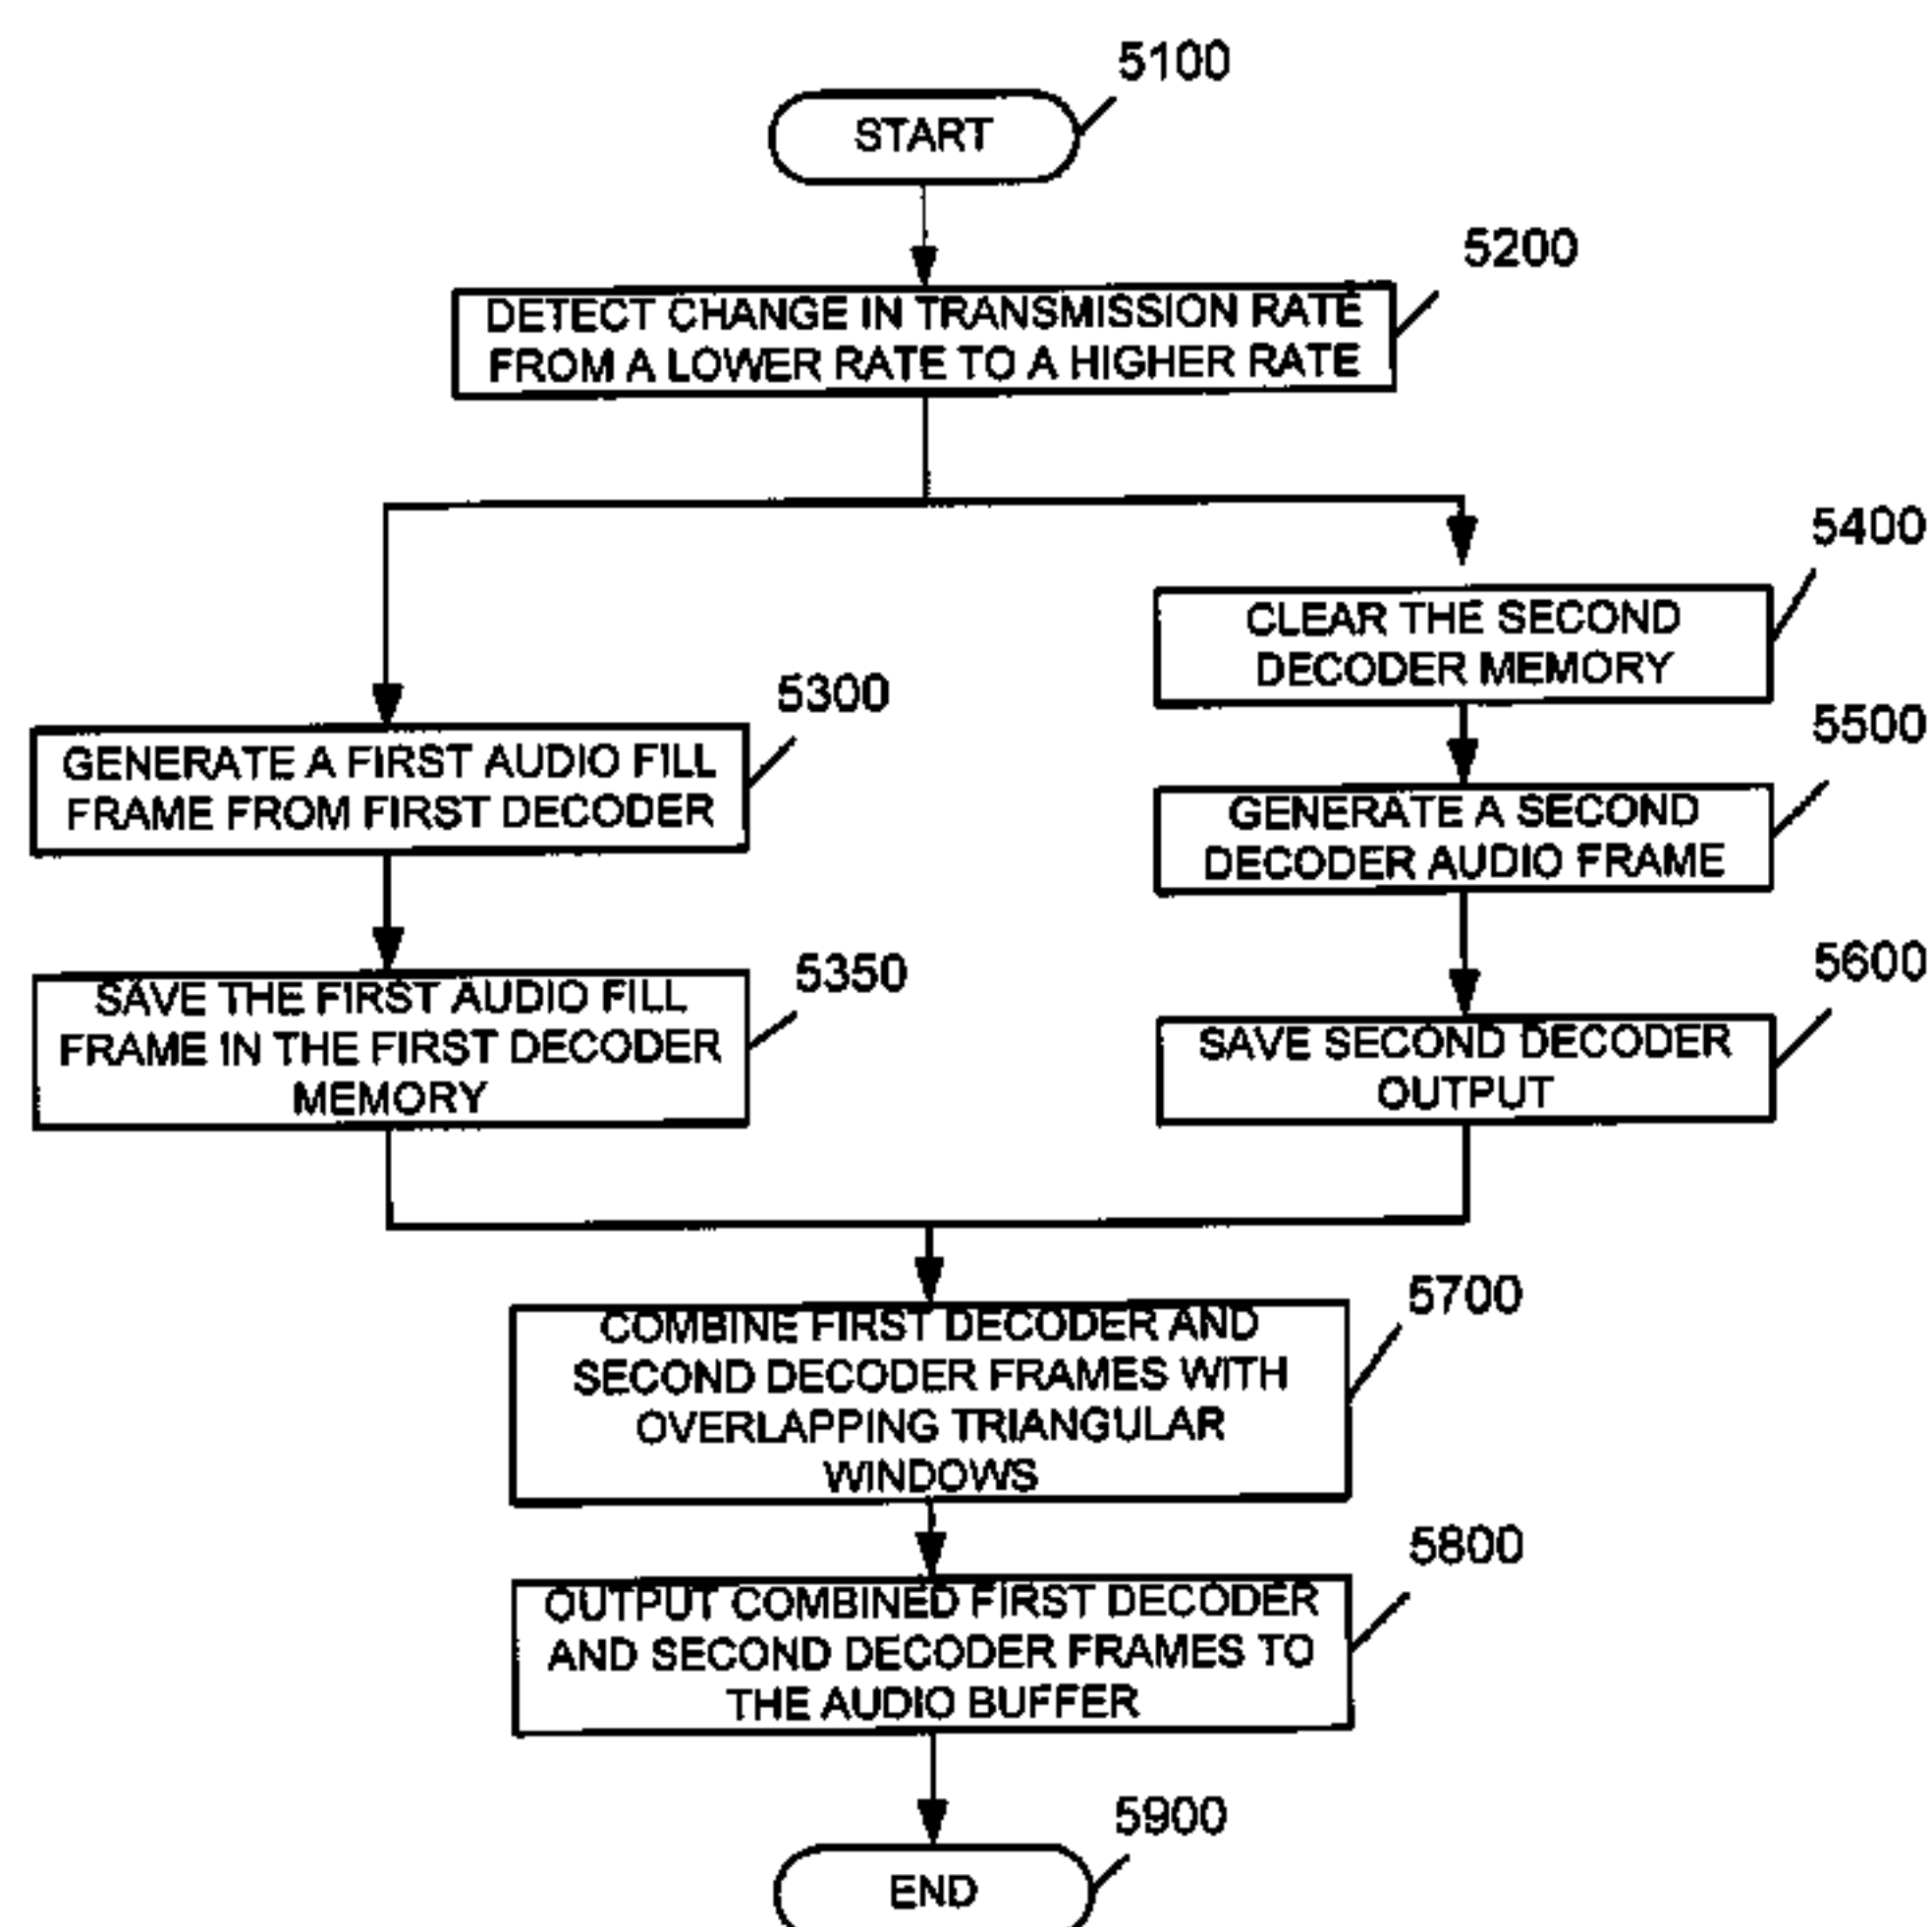 5100
START
5200
DETECT CHANGE IN TRANSMISSION RATE
FROM A LOWER RATE TO A HIGHER RATE
5400
CLEAR THE SECOND
DECODER MEMORY
5300
GENERATE A FIRST AUDIO FILL
FRAME FROM FIRST DECODER
5500
GENERATE A SECOND
DECODER AUDIO FRAME
5350
SAVE THE FIRST AUDIO FILL
FRAME IN THE FIRST DECODER
MEMORY
5600
SAVE SECOND DECODER
OUTPUT
5700
COMBINE FIRST DECODER AND
SECOND DECODER FRAMES WITH
OVERLAPPING TRIANGULAR
WINDOWS
5800
OUTPUT COMBINED FIRST DECODER
AND SECOND DECODER FRAMES TO
THE AUDIO BUFFER
5900
END